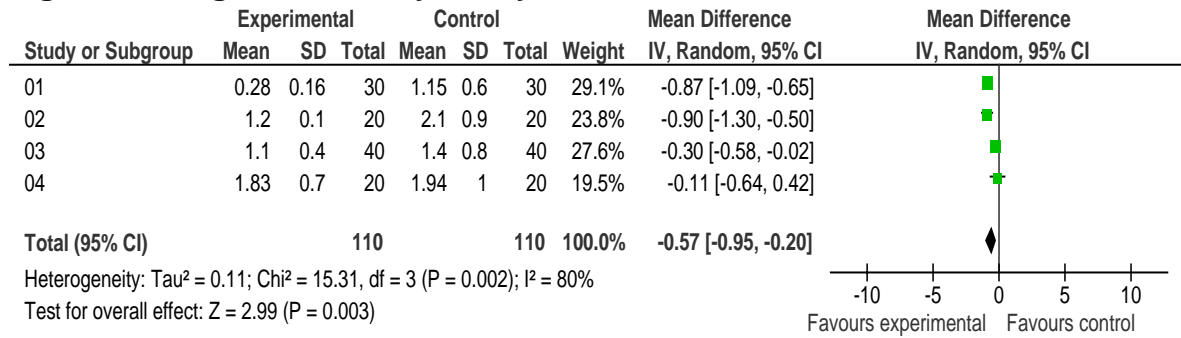 Experimental Control Mean Difference Mean Difference
Study or Subgroup Mean SD Total Mean SD Total Weight IV, Random, 95% CI IV, Random, 95% CI
01 0.28 0.16 30 1.15 0.6 30 29.1% -0.87 [-1.09, -0.65]
02 1.2 0.1 20 2.1 0.9 20 23.8% -0.90 [-1.30, -0.50]
03 1.1 0.4 40 1.4 0.8 40 27.6% -0.30 [-0.58, -0.02]
04 1.83 0.7 20 1.94 1 20 19.5% -0.11 [-0.64, 0.42]
Total (95% CI) 110 110 100.0% -0.57 [-0.95, -0.20]
Heterogeneity: Tau² = 0.11; Chi² = 15.31, df = 3 (P = 0.002); I² = 80%
Test for overall effect: Z = 2.99 (P = 0.003)
-10 -5 0 5 10
Favours experimental Favours control